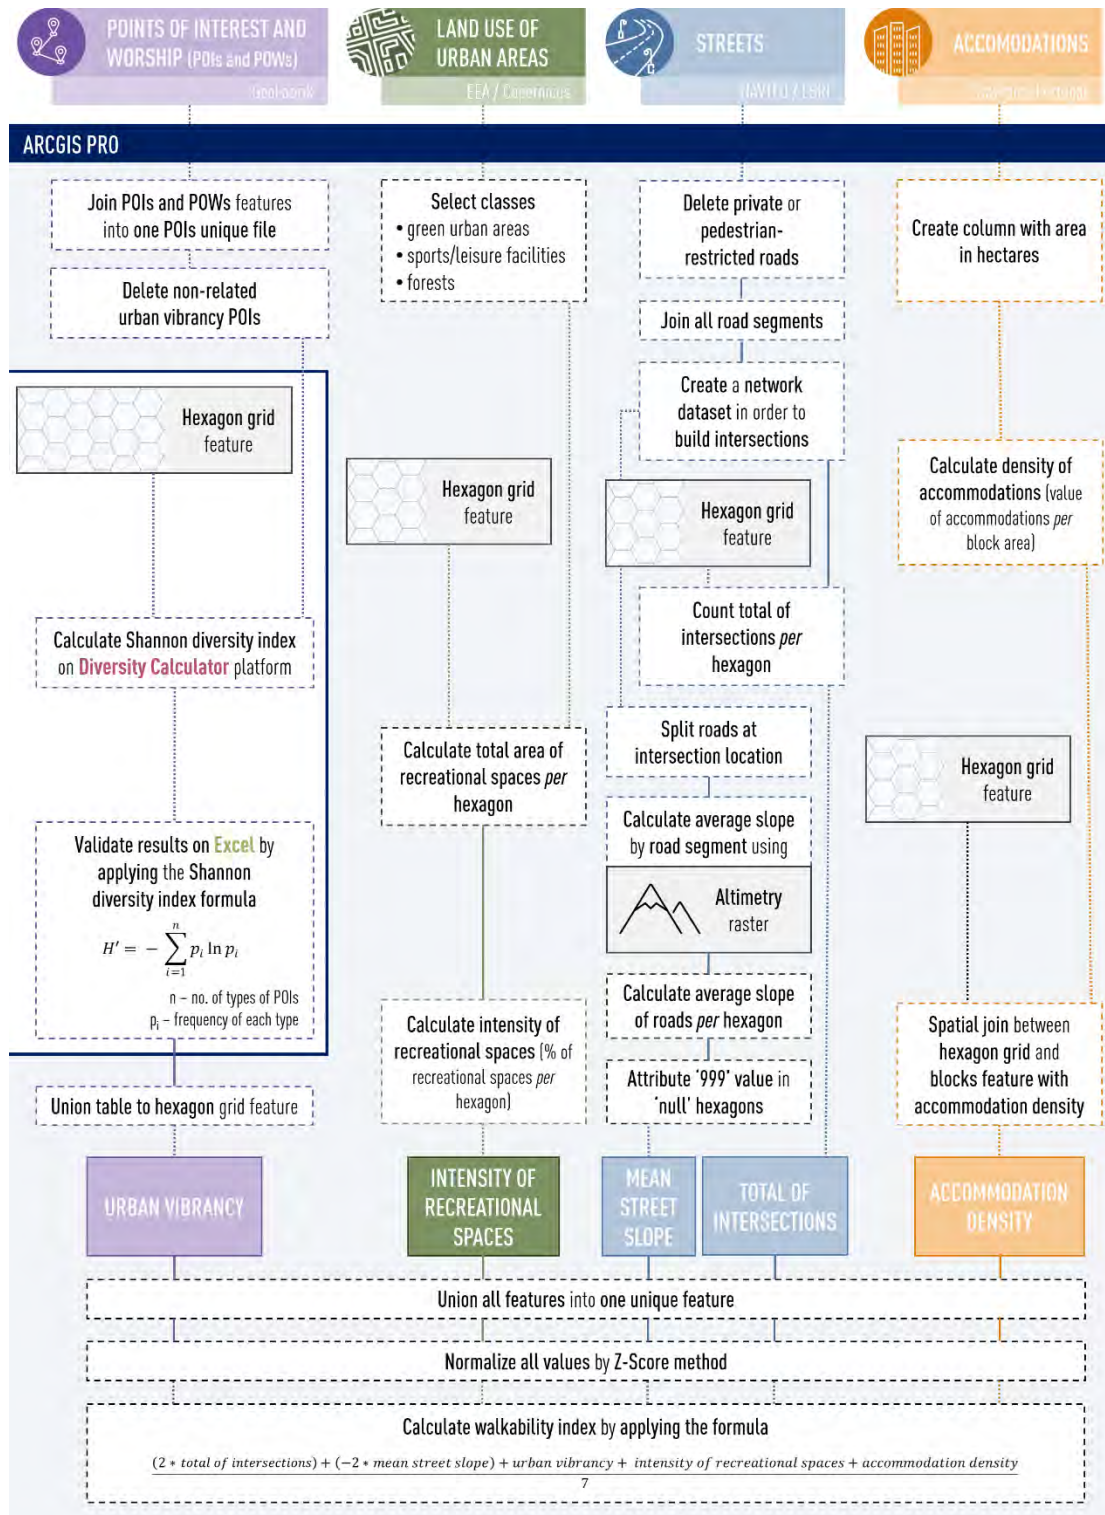 POINTS OF INTEREST AND
WORSHIP (POIs and POWs)
LAND USE OF
URBAN AREAS
EEA / Copernicus
STREETS
ACCOMODATIONS
ARCGIS PRO
Join POIs and POWs features
into one POIs unique file
Delete non-related
urban vibrancy POIs
Hexagon grid
feature
Calculate Shannon diversity index
on Diversity Calculator platform
Validate results on Excel by
applying the Shannon
diversity index formula
H' = − ∑ p_i ln p_i
n
i=1
n – no. of types of POIs
p_i – frequency of each type
Union table to hexagon grid feature
Select classes
• green urban areas
• sports/leisure facilities
• forests
Hexagon grid
feature
Calculate total area of
recreational spaces per
hexagon
Calculate intensity of
recreational spaces (% of
recreational spaces per
hexagon)
Delete private or
pedestrian-
restricted roads
Join all road segments
Create a network
dataset in order to
build intersections
Hexagon grid
feature
Count total of
intersections per
hexagon
Split roads at
intersection location
Calculate average slope
by road segment using
Altimetry
raster
Calculate average slope
of roads per hexagon
Attribute '999' value in
'null' hexagons
Create column with area
in hectares
Calculate density of
accommodations (value
of accommodations per
block area)
Hexagon grid
feature
Spatial join between
hexagon grid and
blocks feature with
accommodation density
URBAN VIBRANCY
INTENSITY OF
RECREATIONAL
SPACES
MEAN
STREET
SLOPE
TOTAL OF
INTERSECTIONS
ACCOMMODATION
DENSITY
Union all features into one unique feature
Normalize all values by Z-Score method
Calculate walkability index by applying the formula
(2 * total of intersections) + (−2 * mean street slope) + urban vibrancy + intensity of recreational spaces + accommodation density
7